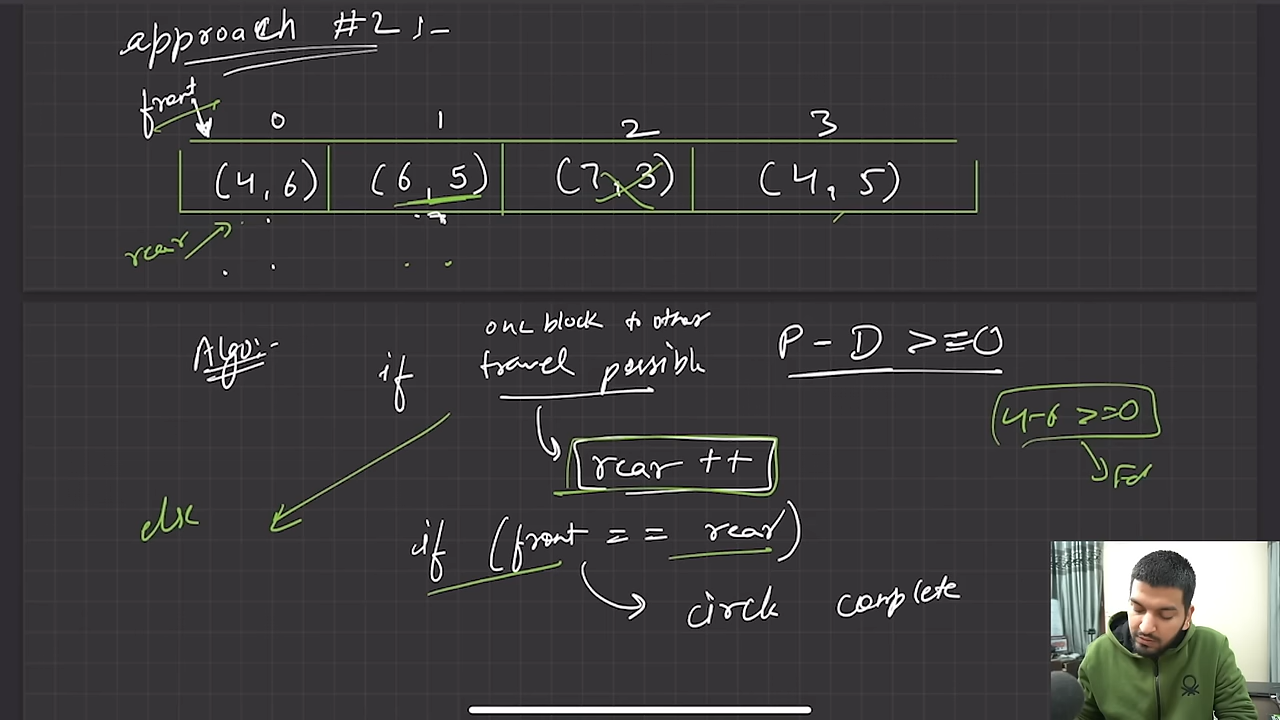 approach #2 :-
front
0 1 2 3
(4, 6) (6, 5) (7, 3) (4, 5)
rear
Algo:-
if one block to other
travel possible
P - D >= 0
4-6 >= 0
rear ++
else
if (front == rear)
circle complete